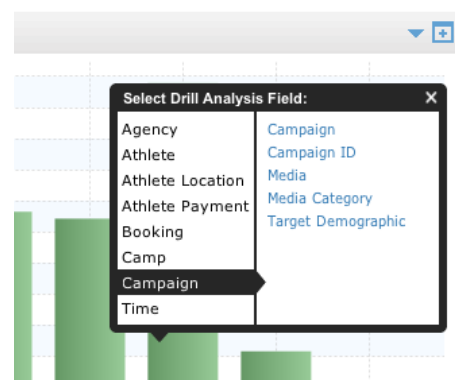 Select Drill Analysis Field:
Agency
Athlete
Athlete Location
Athlete Payment
Booking
Camp
Campaign
Time
Campaign
Campaign ID
Media
Media Category
Target Demographic